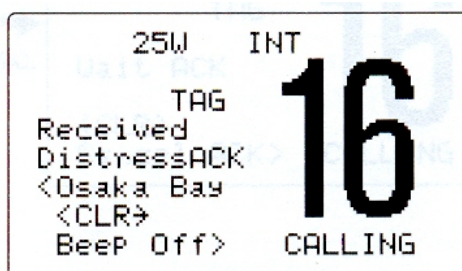 25W INT
TAG
16
Received
DistressACK
<Osaka Bay
<CLR>
Beep Off> CALLING